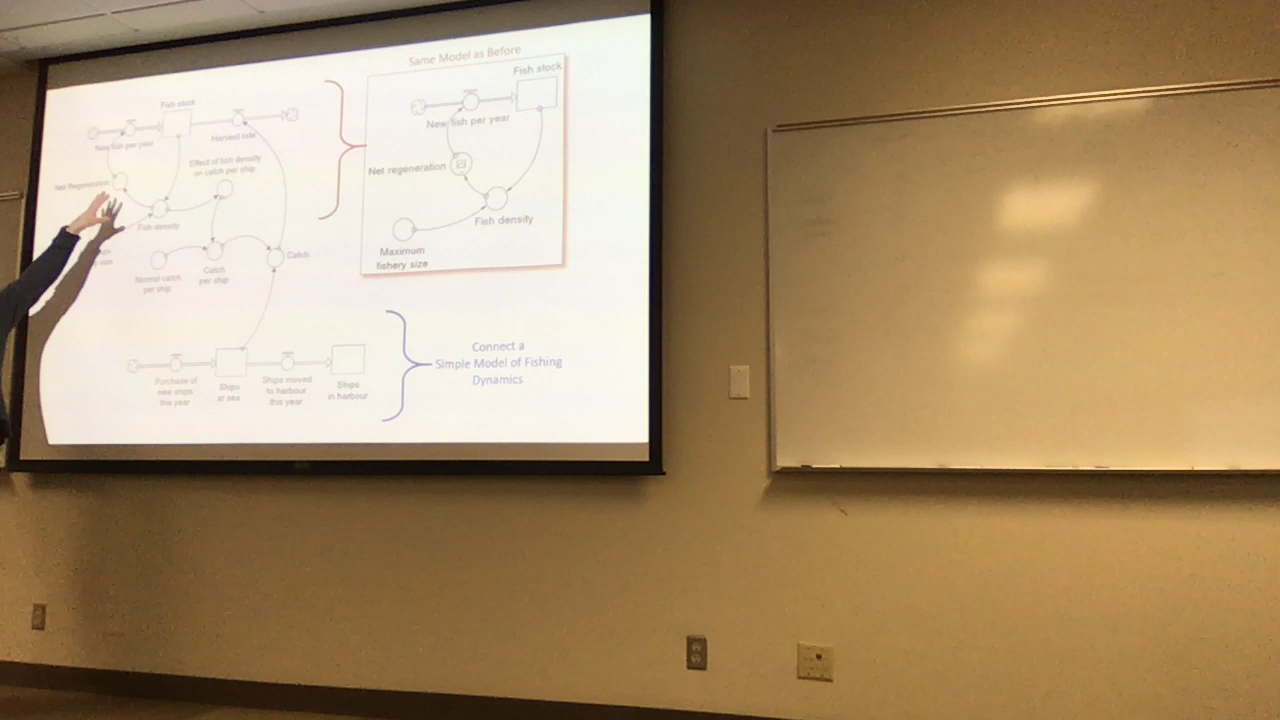 Same Model as Before
Fish stock
New fish per year
Net regeneration
Fish density
Maximum
fishery size
Fish stock
Harvest rate
New fish per year
Effect of fish density
on catch per ship
Net Regeneration
Fish density
size
Normal catch
per ship
Catch
per ship
Catch
Purchase of
new ships
this year
Ships
at sea
Ships moved
to harbour
this year
Ships
in harbour
Connect a
Simple Model of Fishing
Dynamics